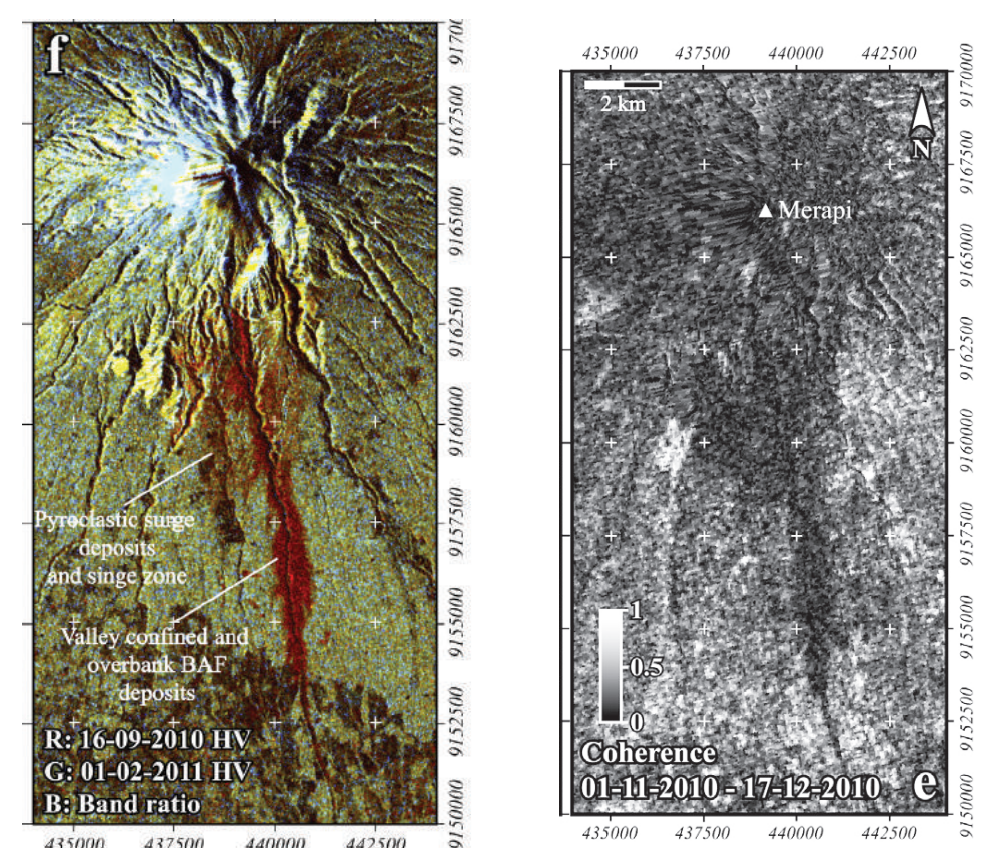 f
91700
9167500
9165000
9162500
9160000
9157500
9155000
9152500
9150000
Pyroclastic surge
deposits
and singe zone
Valley confined and
overbank BAF
deposits
R: 16-09-2010 HV
G: 01-02-2011 HV
B: Band ratio
435000 437500 440000 442500
435000 437500 440000 442500
2 km
N
Merapi
9170000
9167500
9165000
9162500
9160000
9157500
9155000
9152500
9150000
1
0.5
0
Coherence
01-11-2010 - 17-12-2010
e
435000 437500 440000 442500